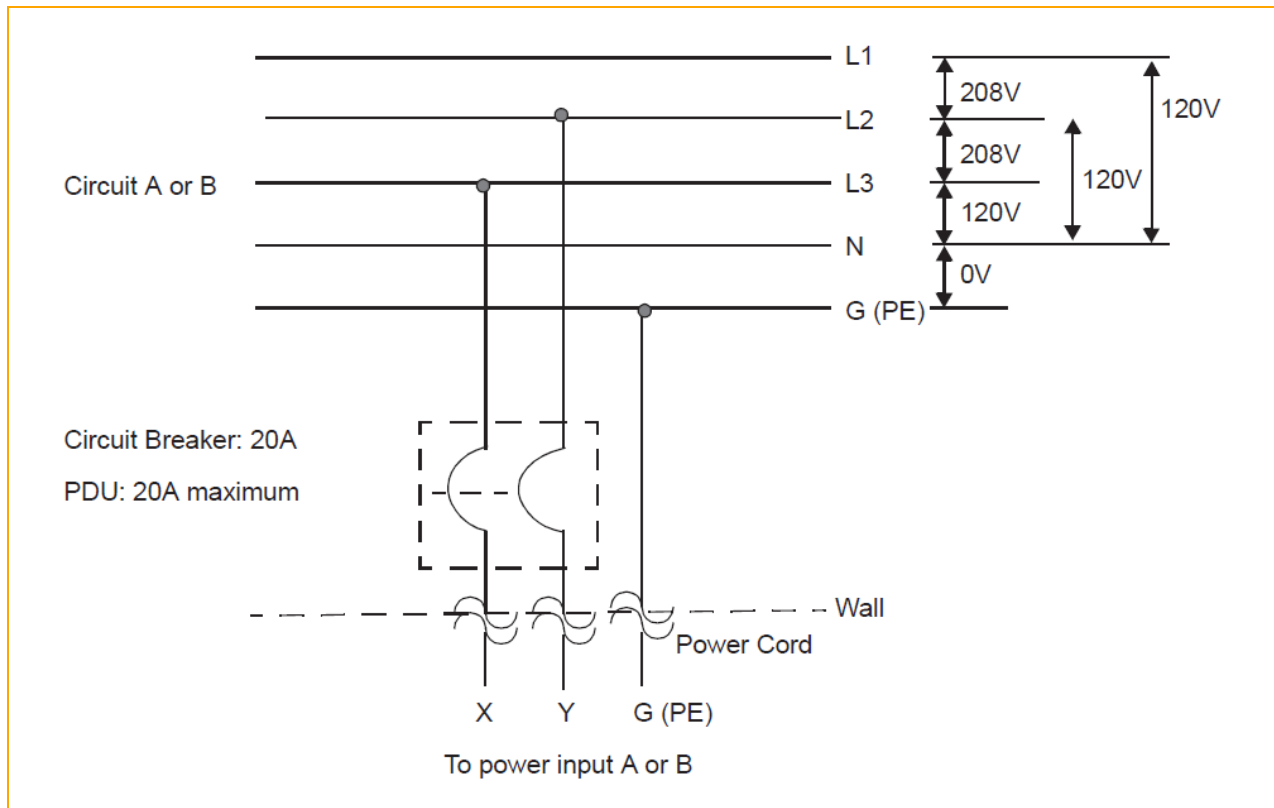 L1
208V
120V
L2
208V
Circuit A or B
L3
120V
120V
N
0V
G (PE)
Circuit Breaker: 20A
PDU: 20A maximum
Wall
Power Cord
X Y G (PE)
To power input A or B